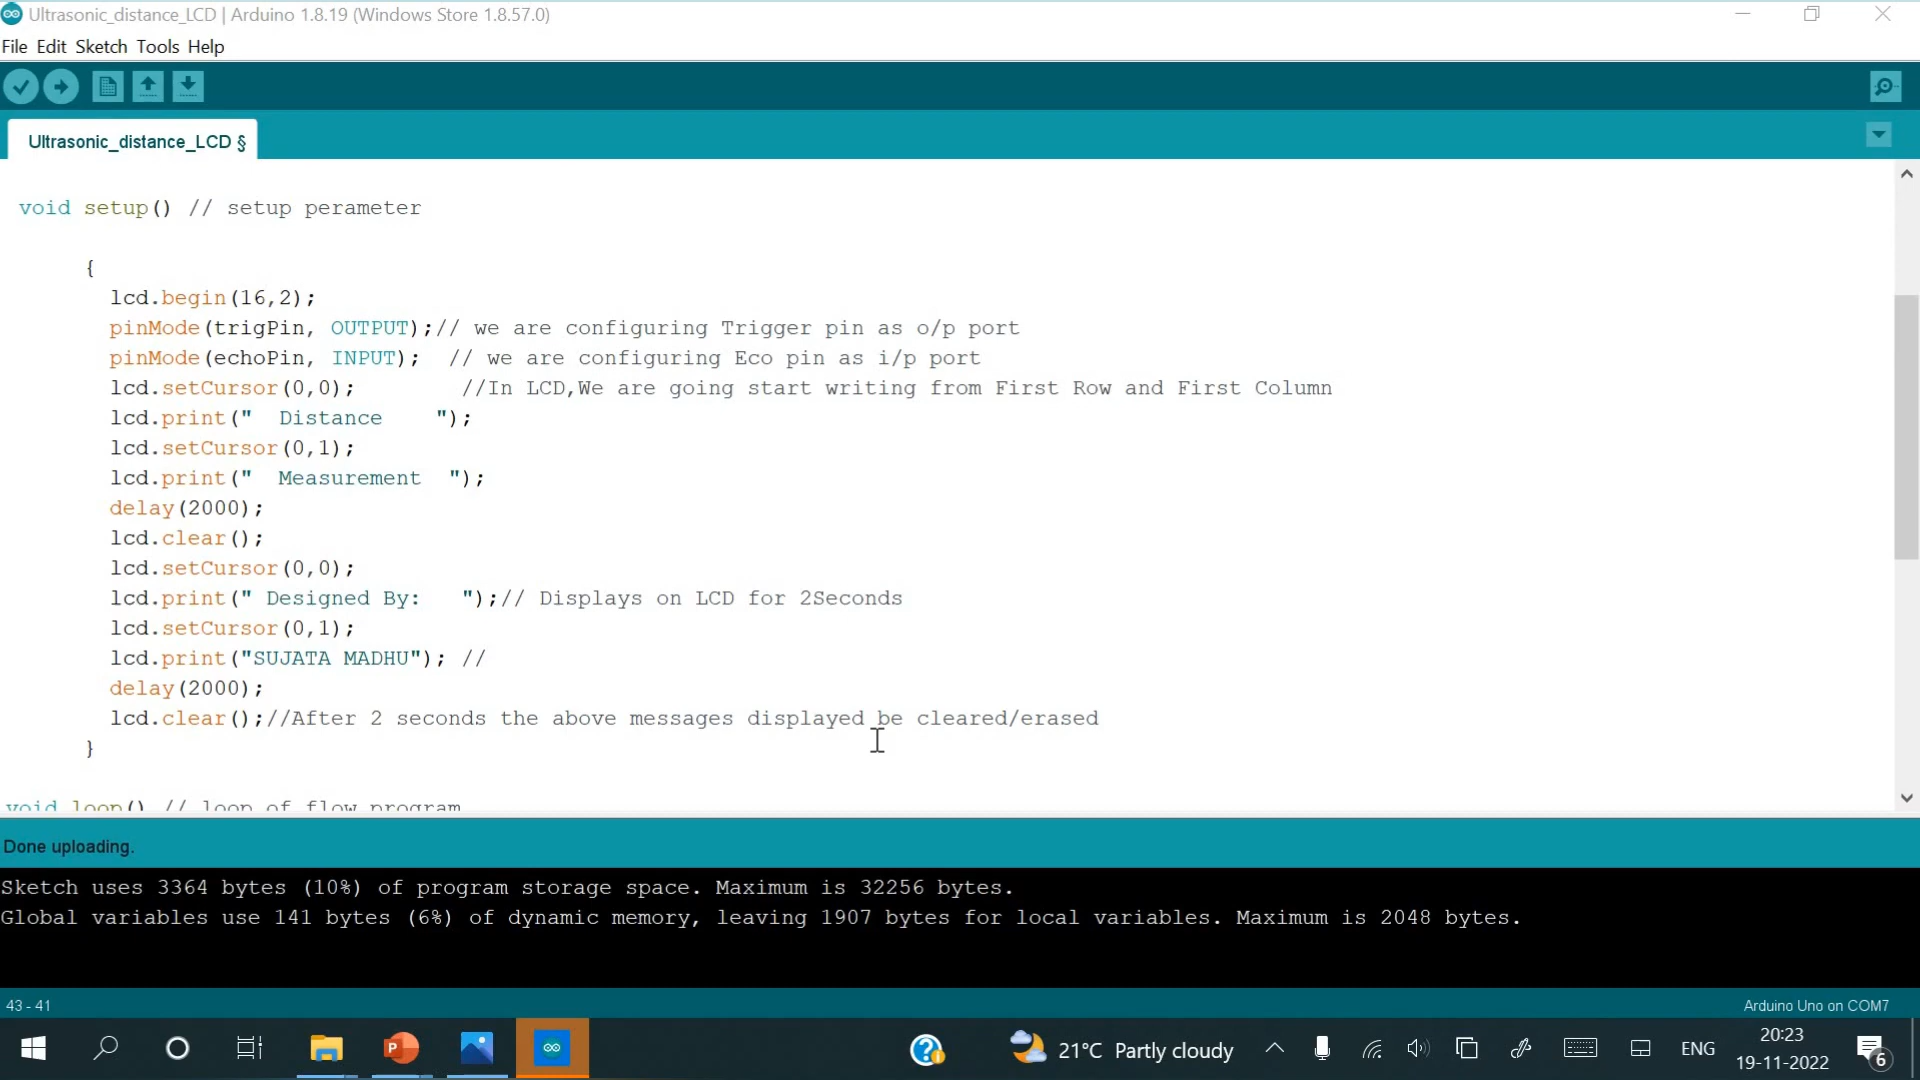 Ultrasonic_distance_LCD | Arduino 1.8.19 (Windows Store 1.8.57.0)
File Edit Sketch Tools Help
Ultrasonic_distance_LCD §
void setup() // setup perameter
{
lcd.begin(16,2);
pinMode(trigPin, OUTPUT);// we are configuring Trigger pin as o/p port
pinMode(echoPin, INPUT);  // we are configuring Eco pin as i/p port
lcd.setCursor(0,0);        //In LCD,We are going start writing from First Row and First Column
lcd.print("  Distance    ");
lcd.setCursor(0,1);
lcd.print("  Measurement  ");
delay(2000);
lcd.clear();
lcd.setCursor(0,0);
lcd.print(" Designed By:   ");// Displays on LCD for 2Seconds
lcd.setCursor(0,1);
lcd.print("SUJATA MADHU"); //
delay(2000);
lcd.clear();//After 2 seconds the above messages displayed be cleared/erased
}
void loop() // loop of flow program
Done uploading.
Sketch uses 3364 bytes (10%) of program storage space. Maximum is 32256 bytes.
Global variables use 141 bytes (6%) of dynamic memory, leaving 1907 bytes for local variables. Maximum is 2048 bytes.
43 - 41
Arduino Uno on COM7
21°C Partly cloudy
ENG
20:23
19-11-2022
6